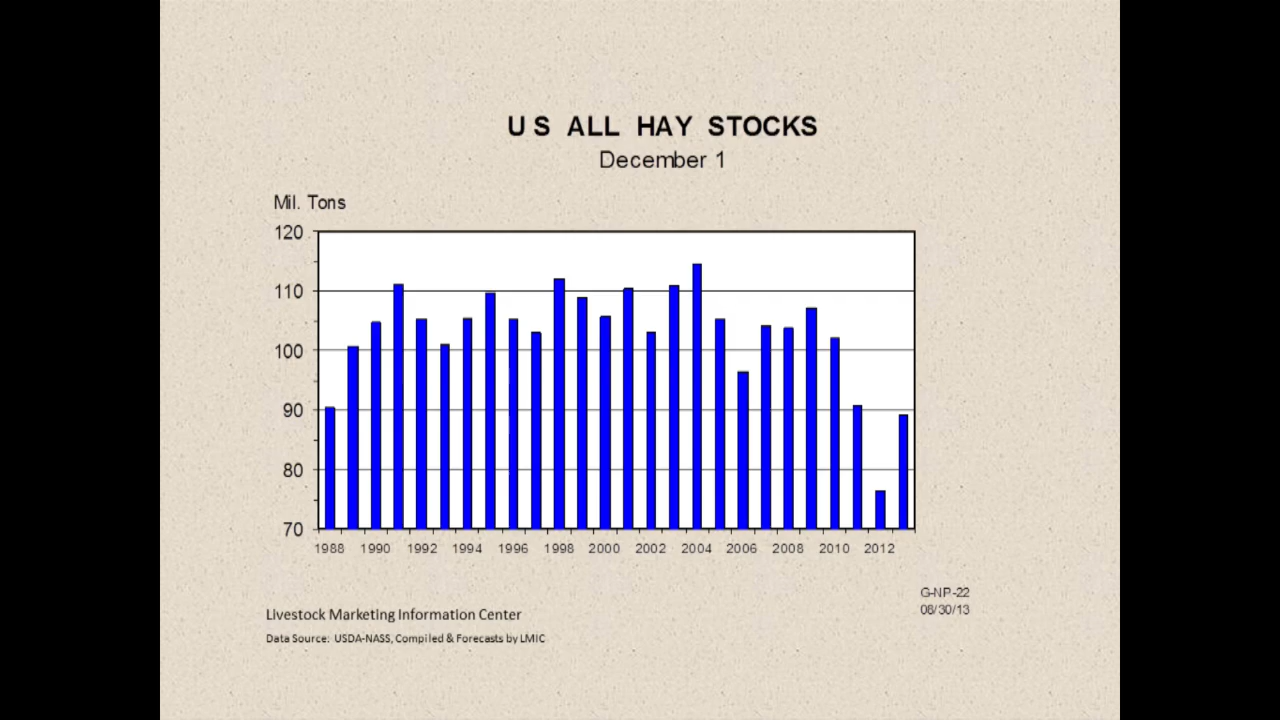 US ALL HAY STOCKS
December 1
Mil. Tons
120
110
100
90
80
70
1988 1990 1992 1994 1996 1998 2000 2002 2004 2006 2008 2010 2012
G-NP-22
08/30/13
Livestock Marketing Information Center
Data Source: USDA-NASS, Compiled & Forecasts by LMIC